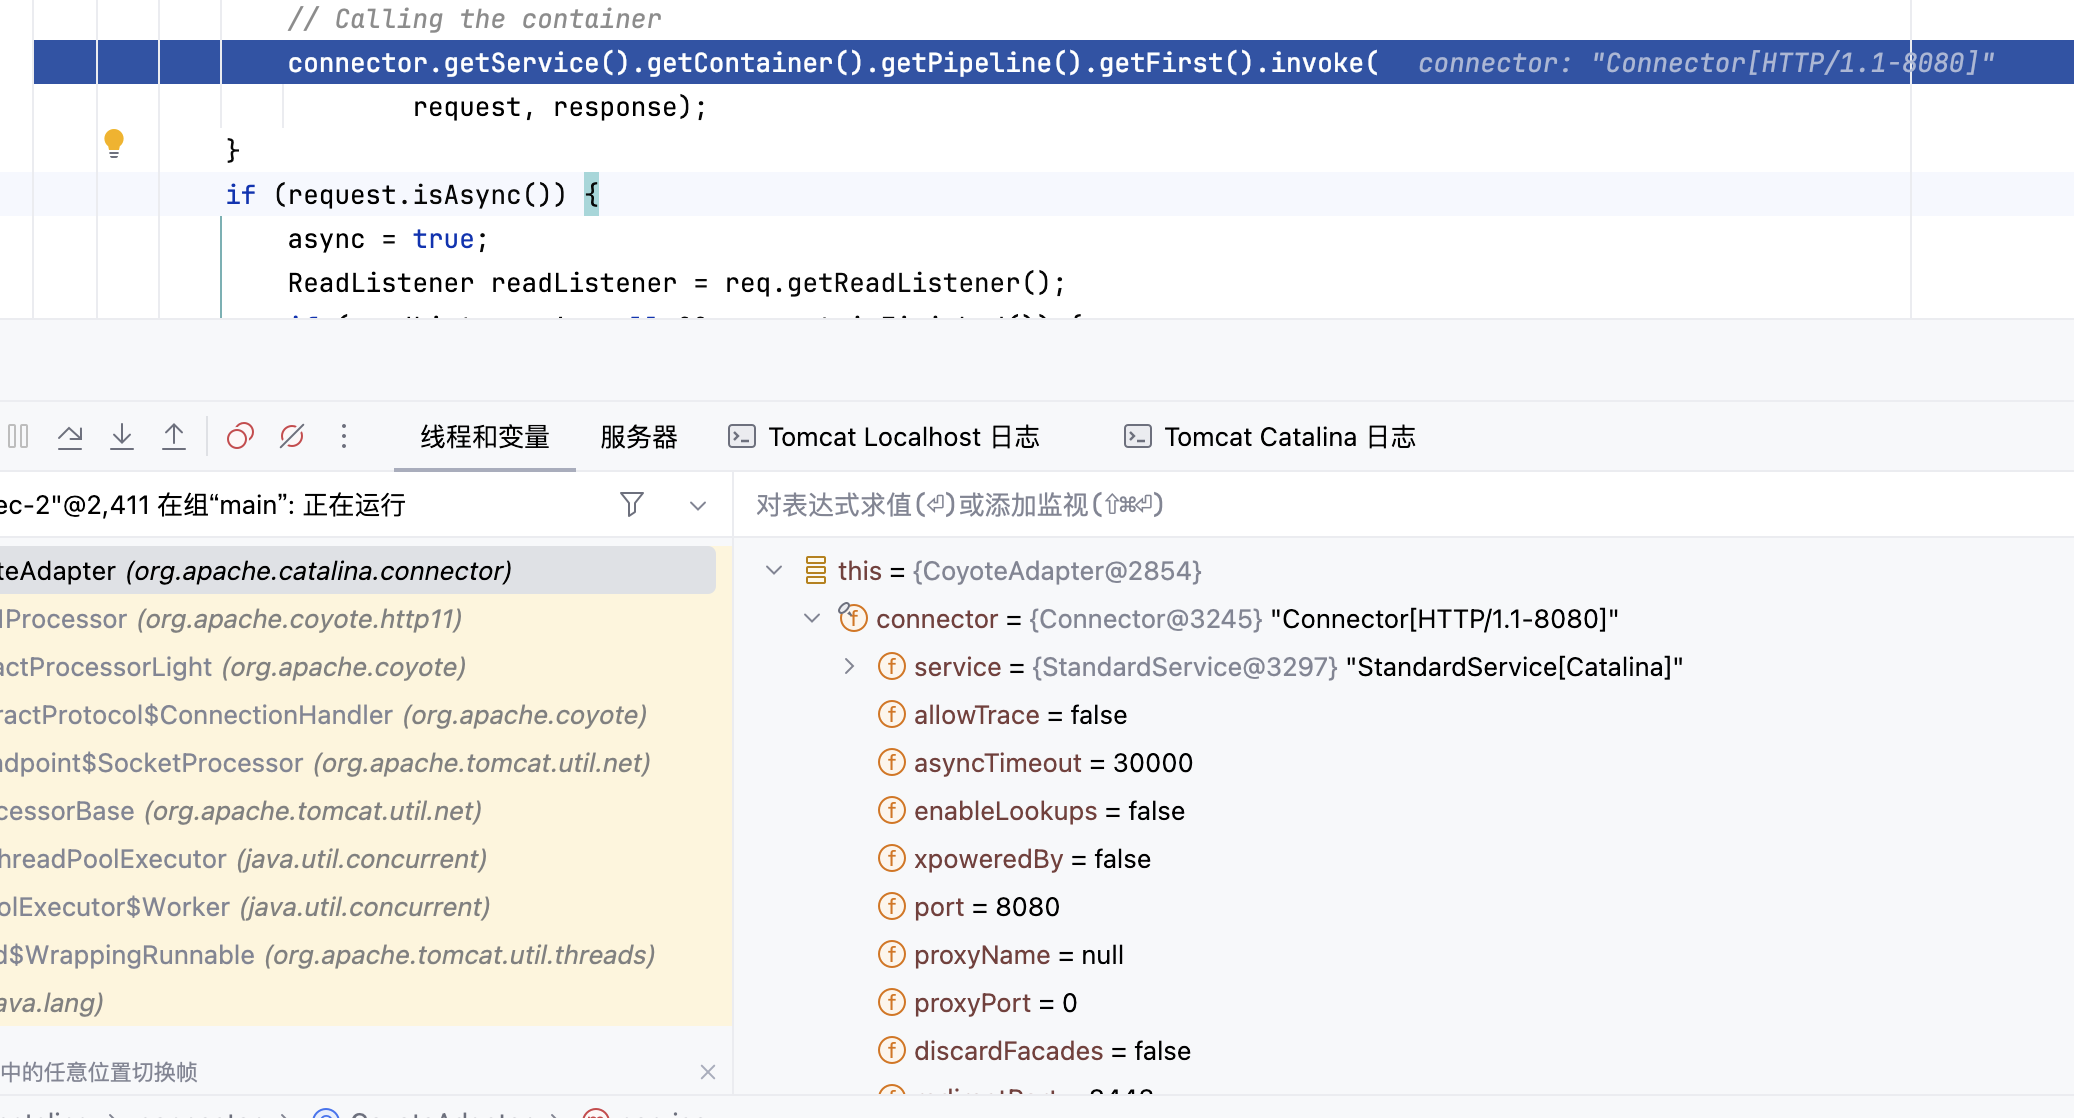 // Calling the container
connector.getService().getContainer().getPipeline().getFirst().invoke( connector: "Connector[HTTP/1.1-8080]"
request, response);
}
if (request.isAsync()) {
async = true;
ReadListener readListener = req.getReadListener();
线程和变量 服务器 Tomcat Localhost 日志 Tomcat Catalina 日志
ec-2"@2,411 在组“main”: 正在运行
对表达式求值(⏎)或添加监视(⇧⌘⏎)
teAdapter (org.apache.catalina.connector)
Processor (org.apache.coyote.http11)
actProcessorLight (org.apache.coyote)
ractProtocol$ConnectionHandler (org.apache.coyote)
dpoint$SocketProcessor (org.apache.tomcat.util.net)
cessorBase (org.apache.tomcat.util.net)
hreadPoolExecutor (java.util.concurrent)
olExecutor$Worker (java.util.concurrent)
d$WrappingRunnable (org.apache.tomcat.util.threads)
ava.lang)
中的任意位置切换帧
this = {CoyoteAdapter@2854}
connector = {Connector@3245} "Connector[HTTP/1.1-8080]"
service = {StandardService@3297} "StandardService[Catalina]"
allowTrace = false
asyncTimeout = 30000
enableLookups = false
xpoweredBy = false
port = 8080
proxyName = null
proxyPort = 0
discardFacades = false